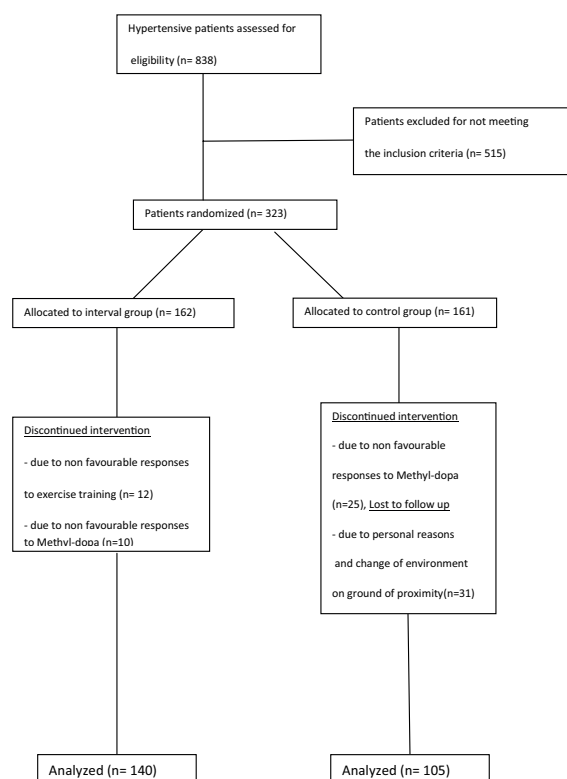 Hypertensive patients assessed for
eligibility (n= 838)
Patients excluded for not meeting
the inclusion criteria (n= 515)
Patients randomized (n= 323)
Allocated to interval group (n= 162)
Allocated to control group (n= 161)
Discontinued intervention
- due to non favourable responses
to exercise training (n= 12)
- due to non favourable responses
to Methyl-dopa (n=10)
Discontinued intervention
- due to non favourable
responses to Methyl-dopa
(n=25), Lost to follow up
- due to personal reasons
and change of environment
on ground of proximity(n=31)
Analyzed (n= 140)
Analyzed (n= 105)